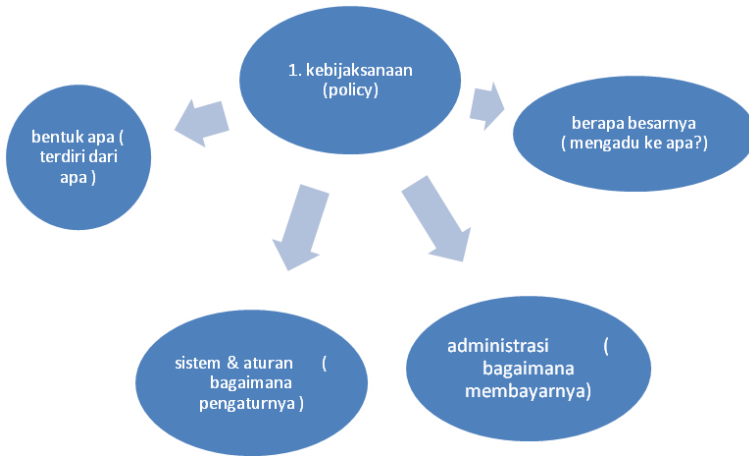 1. kebijaksanaan
(policy)
bentuk apa (
terdiri dari
apa )
berapa besarnya
( mengadu ke apa?)
sistem & aturan (
bagaimana
pengaturnya )
administrasi (
bagaimana
membayarnya)